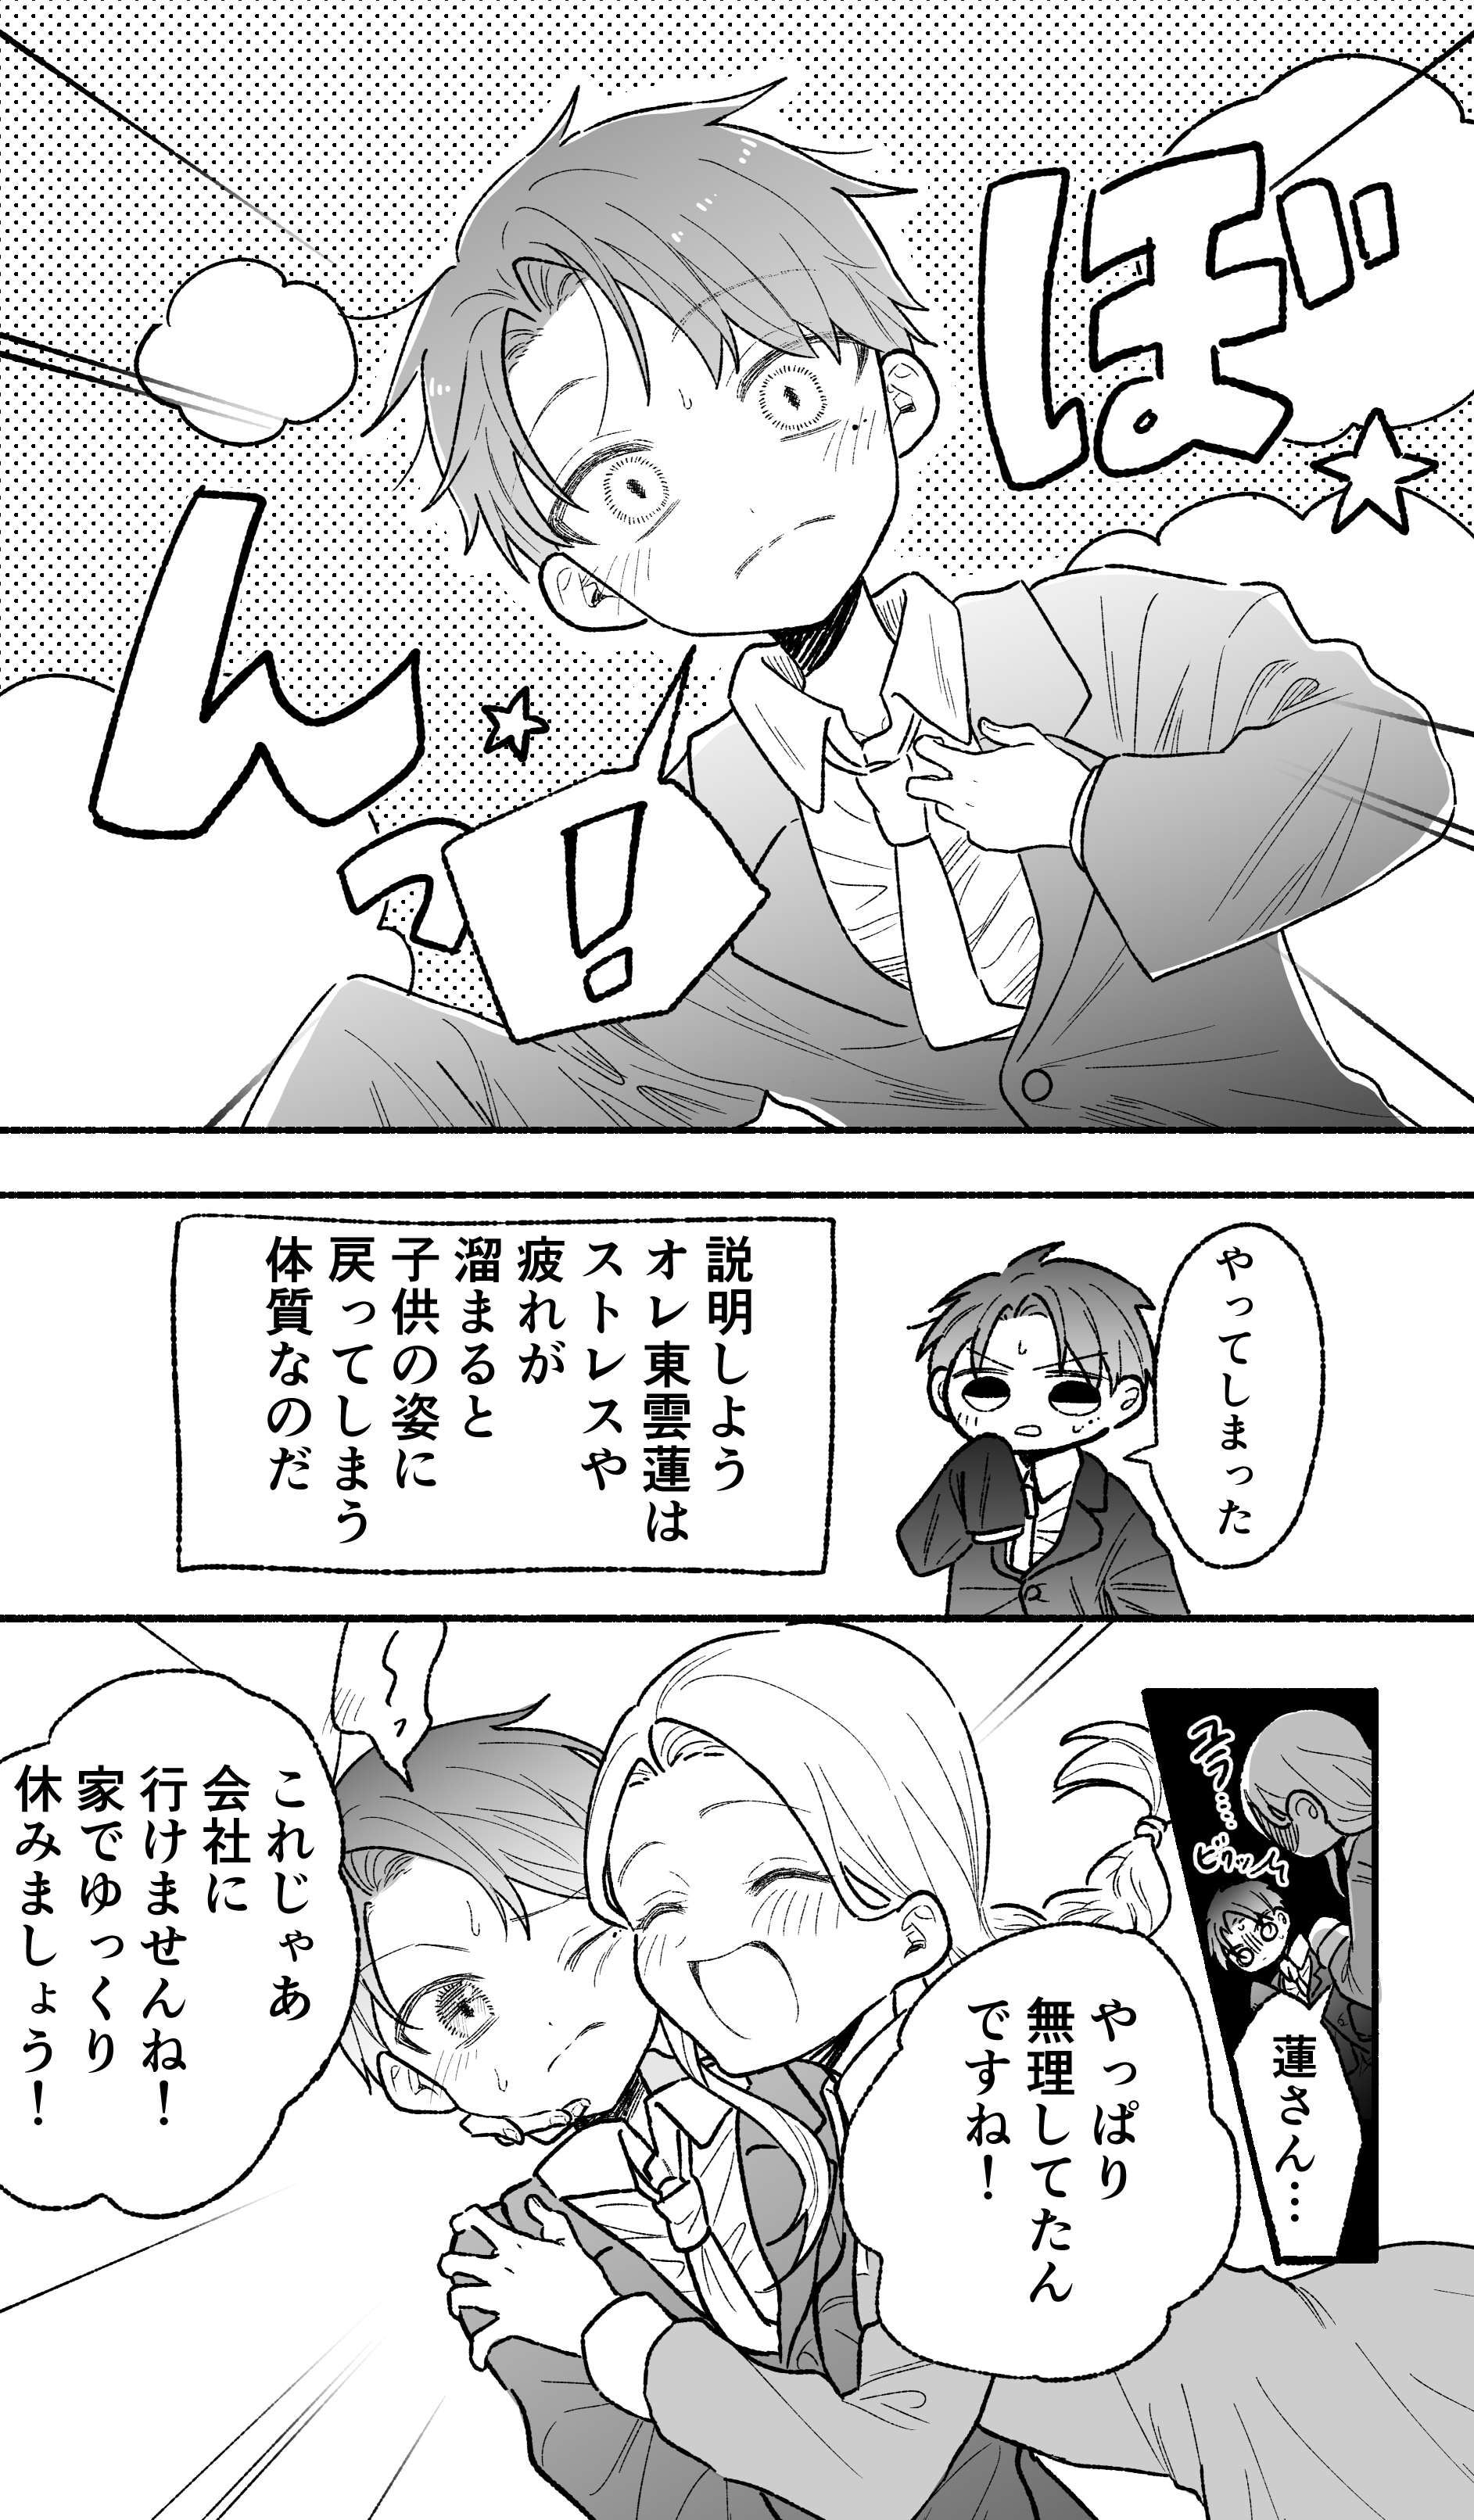 ぼ
んっ
!
やってしまった
説明しよう
オレ東雲蓮は
ストレスや
疲れが
溜まると
子供の姿に
戻ってしまう
体質なのだ
ユラ…
ビクッ
蓮さん…
やっぱり
無理してたん
ですね!
これじゃあ
会社に
行けませんね!
家でゆっくり
休みましょう!